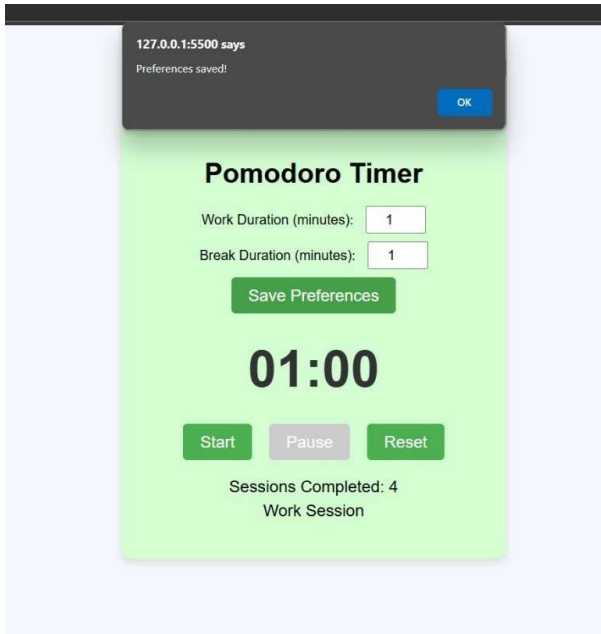 127.0.0.1:5500 says
Preferences saved!
OK
Pomodoro Timer
Work Duration (minutes): 1
Break Duration (minutes): 1
Save Preferences
01:00
Start Pause Reset
Sessions Completed: 4
Work Session